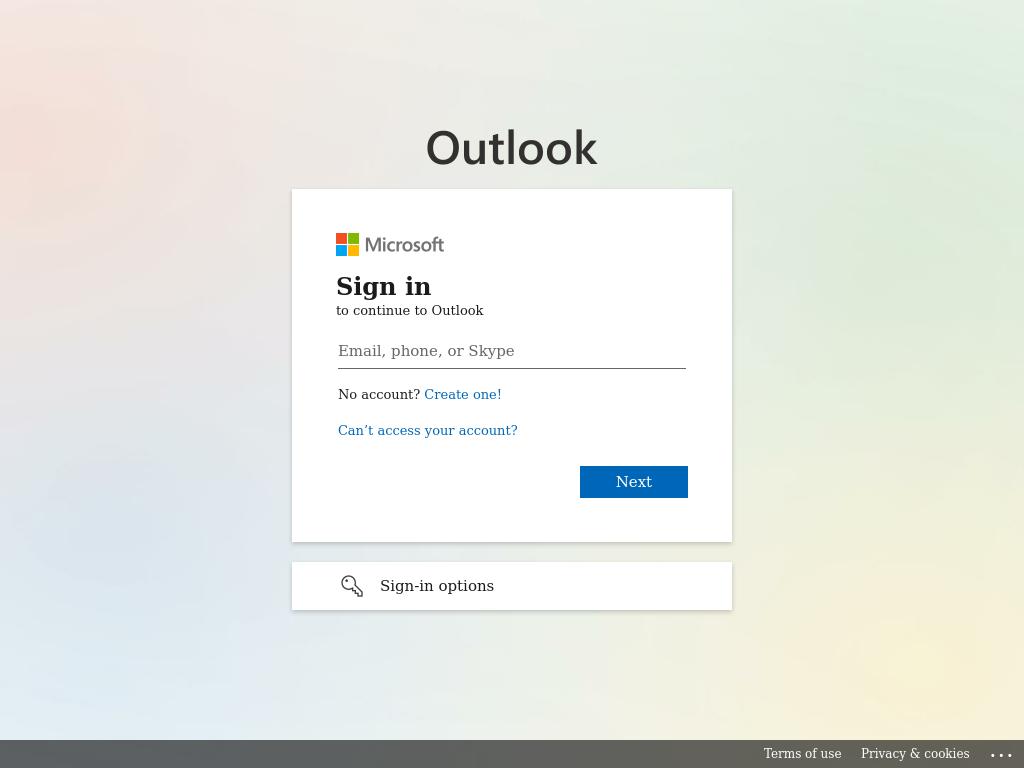 Outlook
Microsoft
Sign in
to continue to Outlook
Email, phone, or Skype
No account? Create one!
Can’t access your account?
Next
Sign-in options
Terms of use Privacy & cookies ...